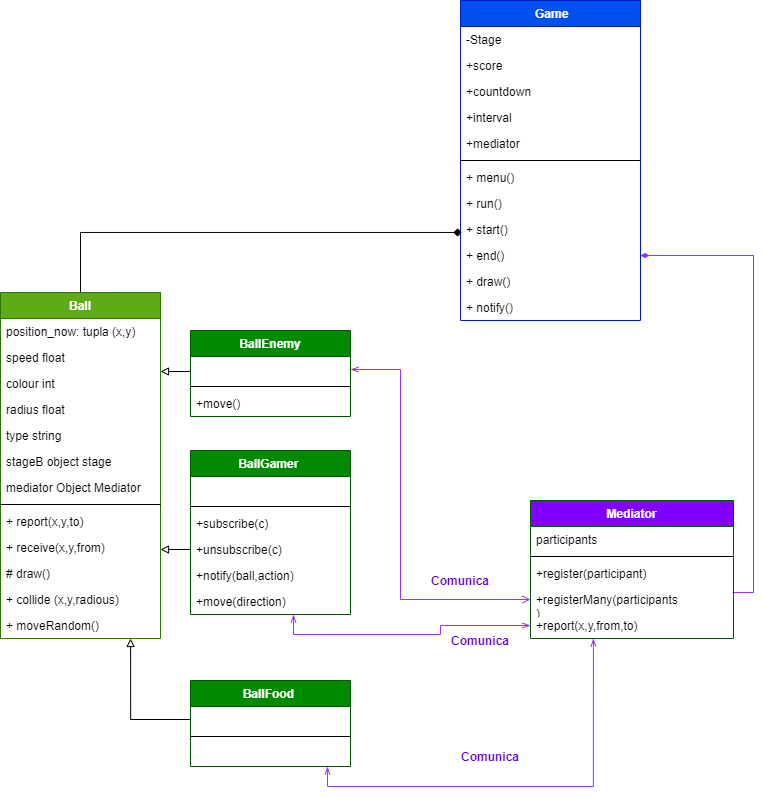 Game
-Stage
+score
+countdown
+interval
+mediator
+ menu()
+ run()
+ start()
+ end()
+ draw()
+ notify()
Ball
position_now: tupla (x,y)
speed float
colour int
radius float
type string
stageB object stage
mediator Object Mediator
+ report(x,y,to)
+ receive(x,y,from)
# draw()
+ collide (x,y,radious)
+ moveRandom()
BallEnemy
+move()
BallGamer
+subscribe(c)
+unsubscribe(c)
+notify(ball,action)
+move(direction)
Mediator
participants
+register(participant)
+registerMany(participants
)
+report(x,y,from,to)
Comunica
Comunica
BallFood
Comunica